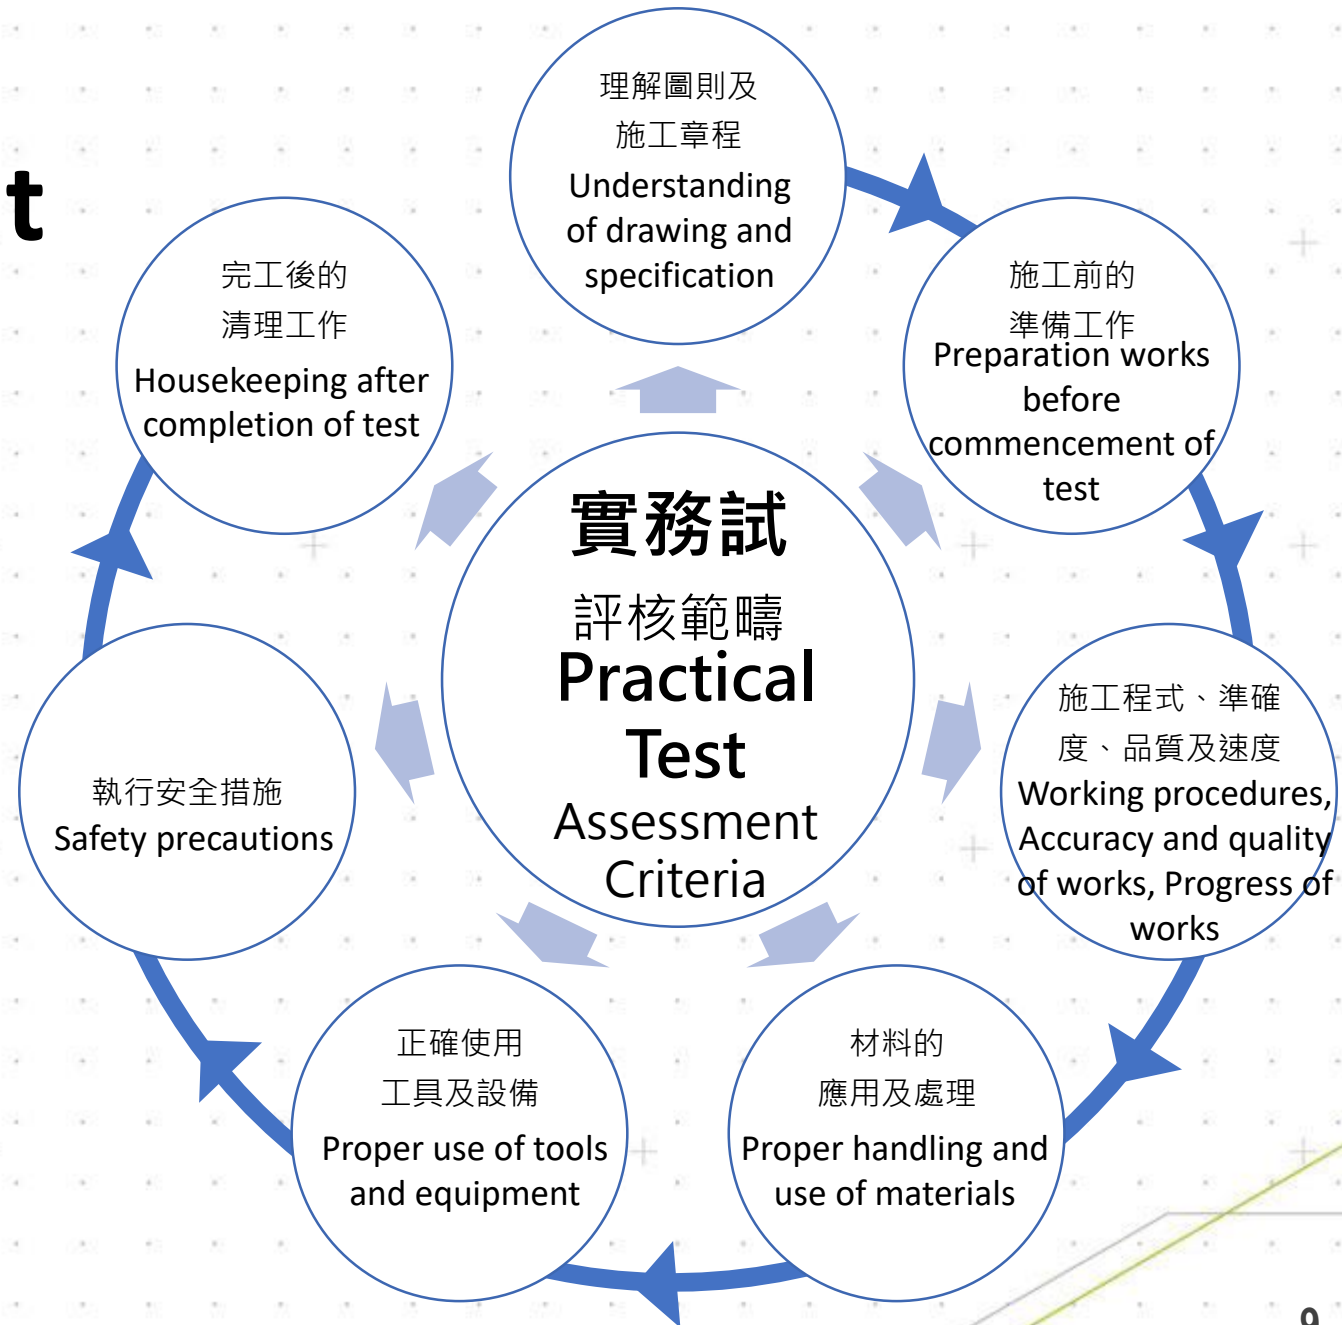 t
理解圖則及
施工章程
Understanding
of drawing and
specification
施工前的
準備工作
Preparation works
before
commencement of
test
施工程式、準確
度、品質及速度
Working procedures,
Accuracy and quality
of works, Progress of
works
材料的
應用及處理
Proper handling and
use of materials
正確使用
工具及設備
Proper use of tools
and equipment
執行安全措施
Safety precautions
完工後的
清理工作
Housekeeping after
completion of test
實務試
評核範疇
Practical
Test
Assessment
Criteria
9